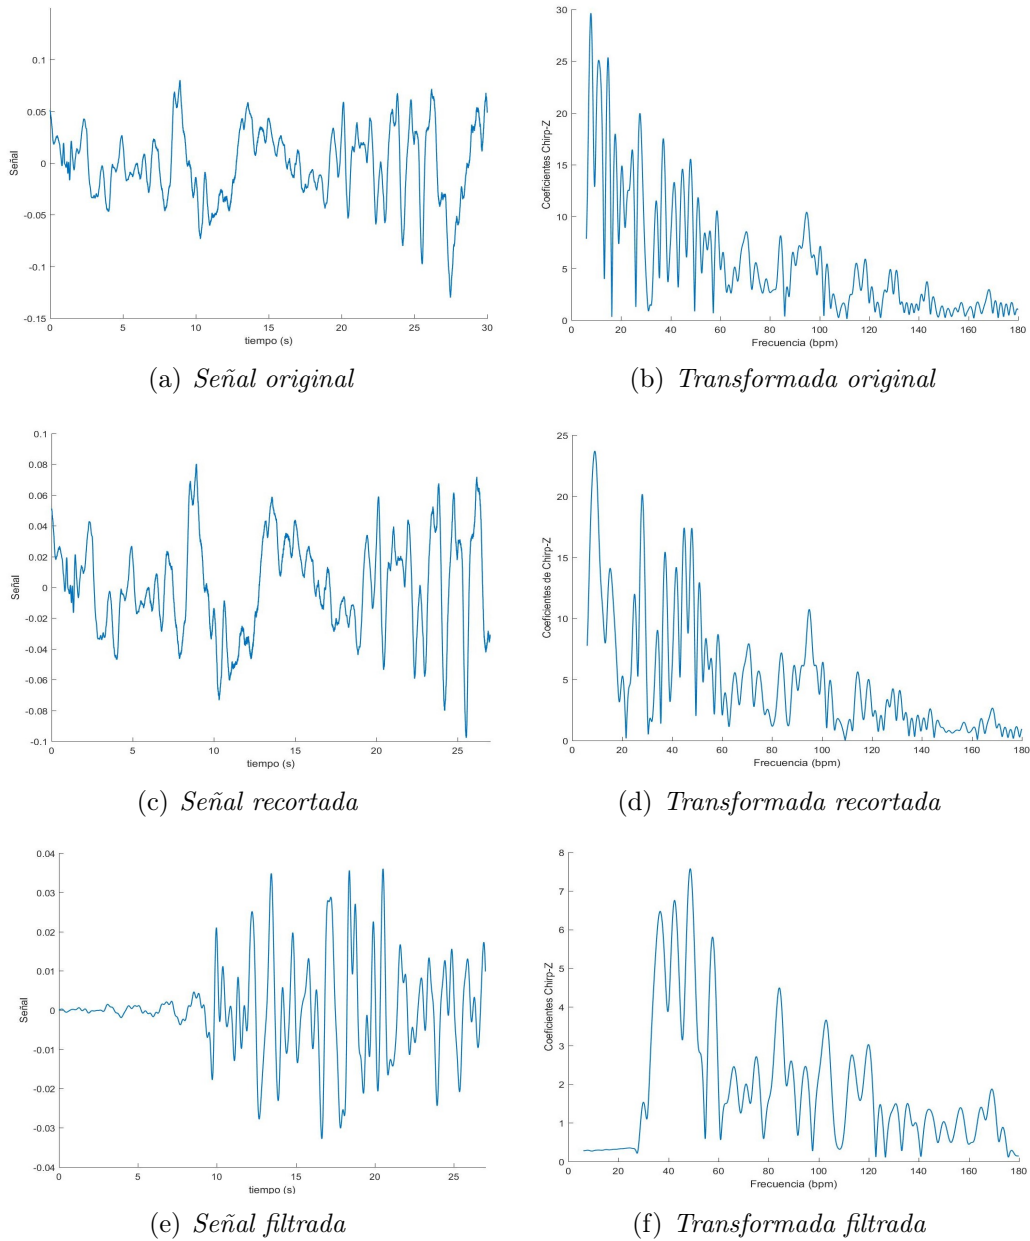 0.1
0.05
0
-0.05
-0.1
-0.15
Señal
0 5 10 15 20 25 30
tiempo (s)
(a) Señal original
30
25
20
15
10
5
0
Coeficientes Chirp-Z
0 20 40 60 80 100 120 140 160 180
Frecuencia (bpm)
(b) Transformada original
0.1
0.08
0.06
0.04
0.02
0
-0.02
-0.04
-0.06
-0.08
-0.1
Señal
0 5 10 15 20 25
tiempo (s)
(c) Señal recortada
25
20
15
10
5
0
Coeficientes de Chirp-Z
0 20 40 60 80 100 120 140 160 180
Frecuencia (bpm)
(d) Transformada recortada
0.04
0.03
0.02
0.01
0
-0.01
-0.02
-0.03
-0.04
Señal
0 5 10 15 20 25
tiempo (s)
(e) Señal filtrada
8
7
6
5
4
3
2
1
0
Coeficientes Chirp-Z
0 20 40 60 80 100 120 140 160 180
Frecuencia (bpm)
(f) Transformada filtrada